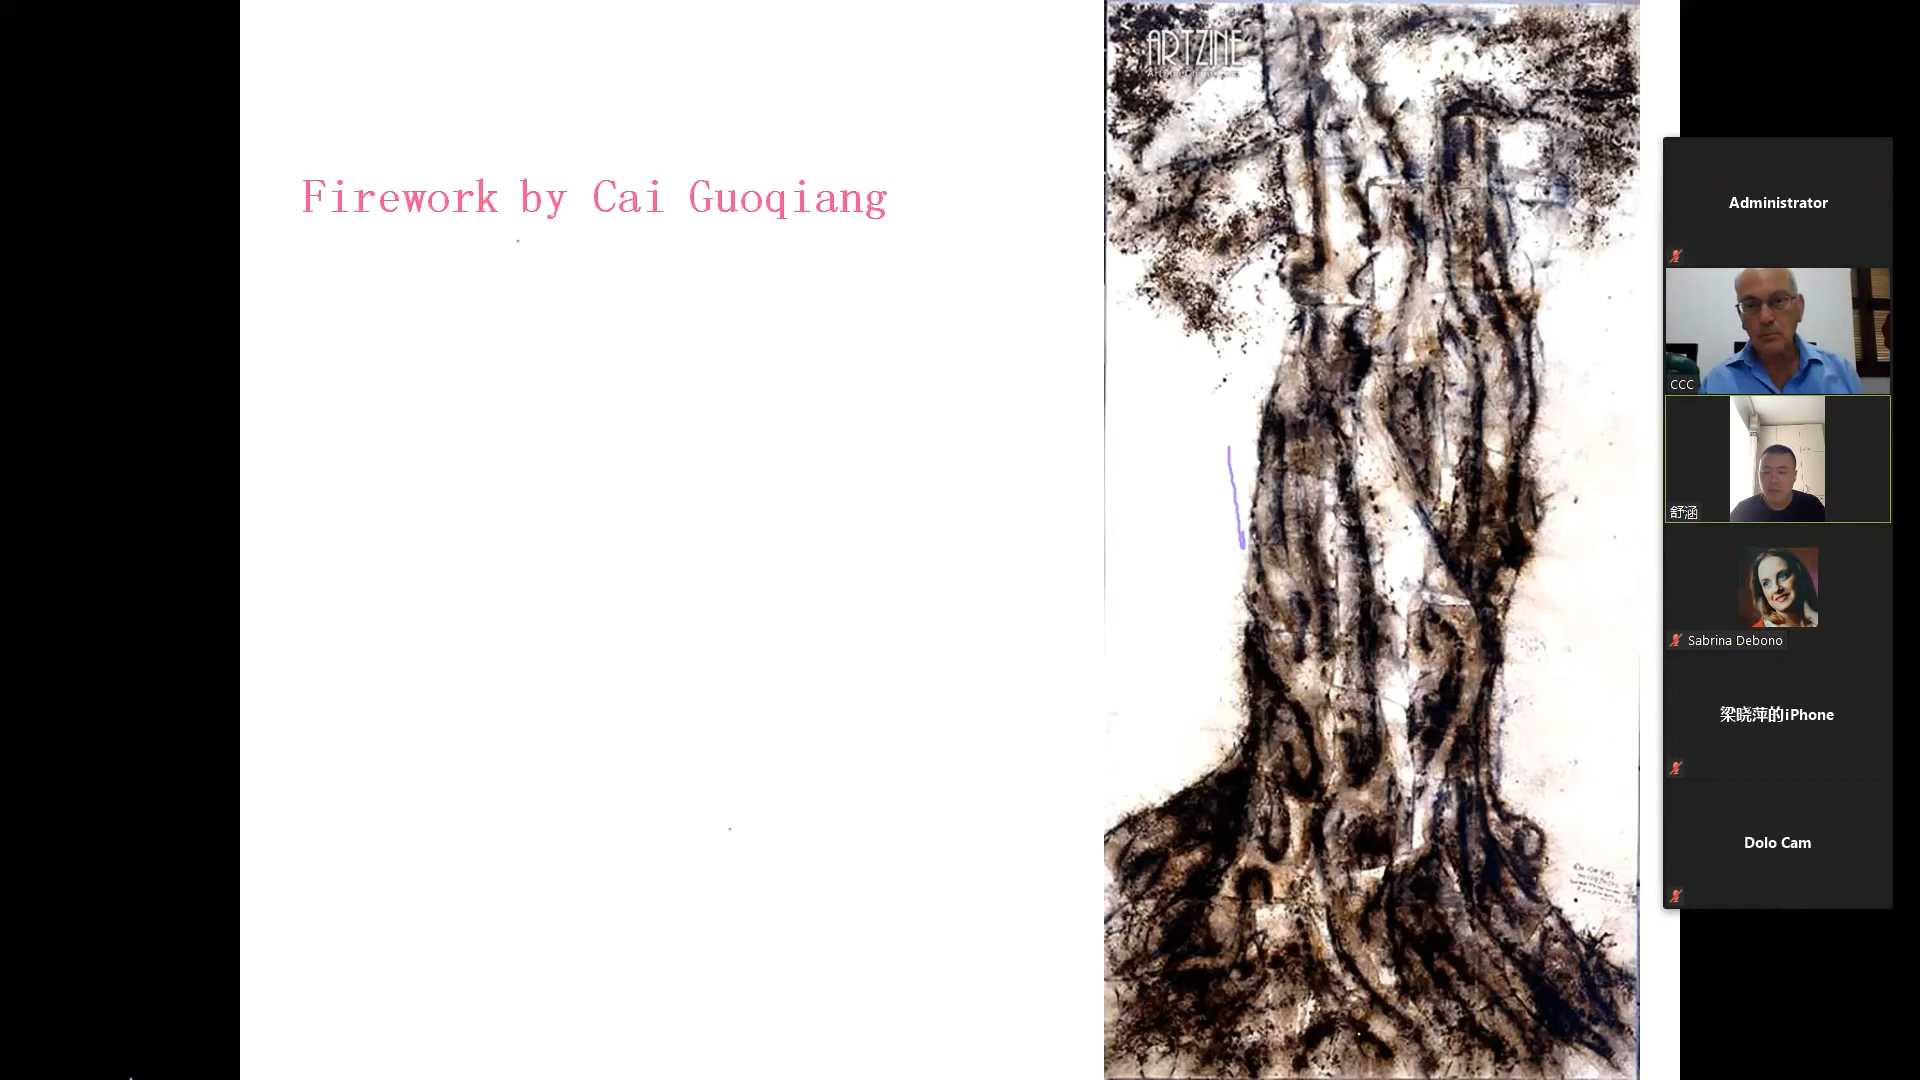 ARTZINE
Firework by Cai Guoqiang
Administrator
CCC
舒涵
Sabrina Debono
梁晓萍的iPhone
Dolo Cam